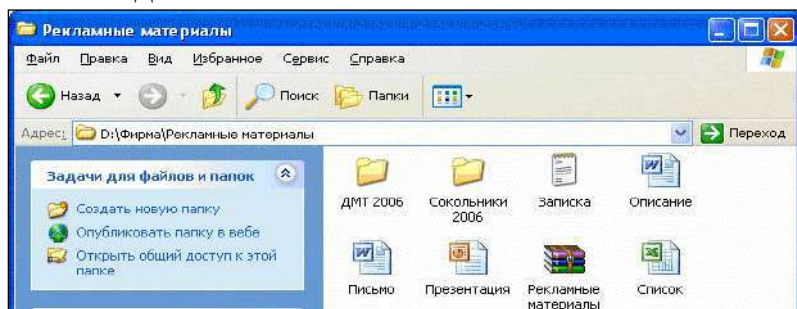 Рекламные материалы
Файл Правка Вид Избранное Сервис Справка
Назад Поиск Папки
Адрес: D:\Фирма\Рекламные материалы Переход
Задачи для файлов и папок
Создать новую папку
Опубликовать папку в вебе
Открыть общий доступ к этой
папке
ДМТ 2006 Сокольники Записка Описание
2006
Письмо Презентация Рекламные Список
материалы